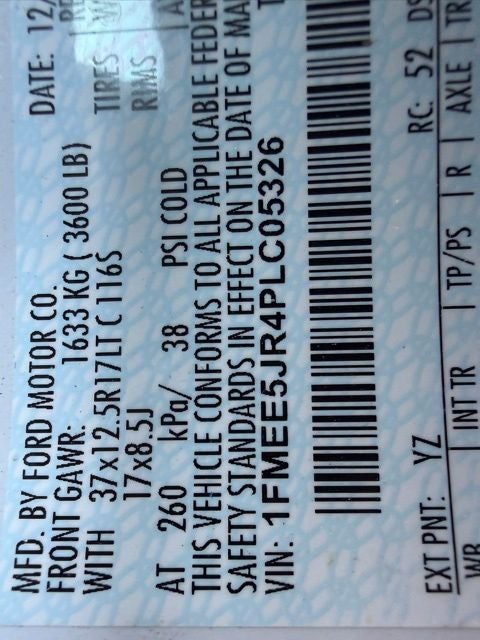 MFD. BY FORD MOTOR CO. DATE: 12/
FRONT GAWR: 1633 KG ( 3600 LB)
WITH 37x12.5R17LT C 116S TIRES
17x8.5J RIMS A
AT 260 kPa/ 38 PSI COLD
THIS VEHICLE CONFORMS TO ALL APPLICABLE FEDER
SAFETY STANDARDS IN EFFECT ON THE DATE OF MA
VIN: 1FMEE5JR4PLC05326 T
EXT PNT: YZ RC: 52 DS
WB INT TR TP/PS R AXLE TR